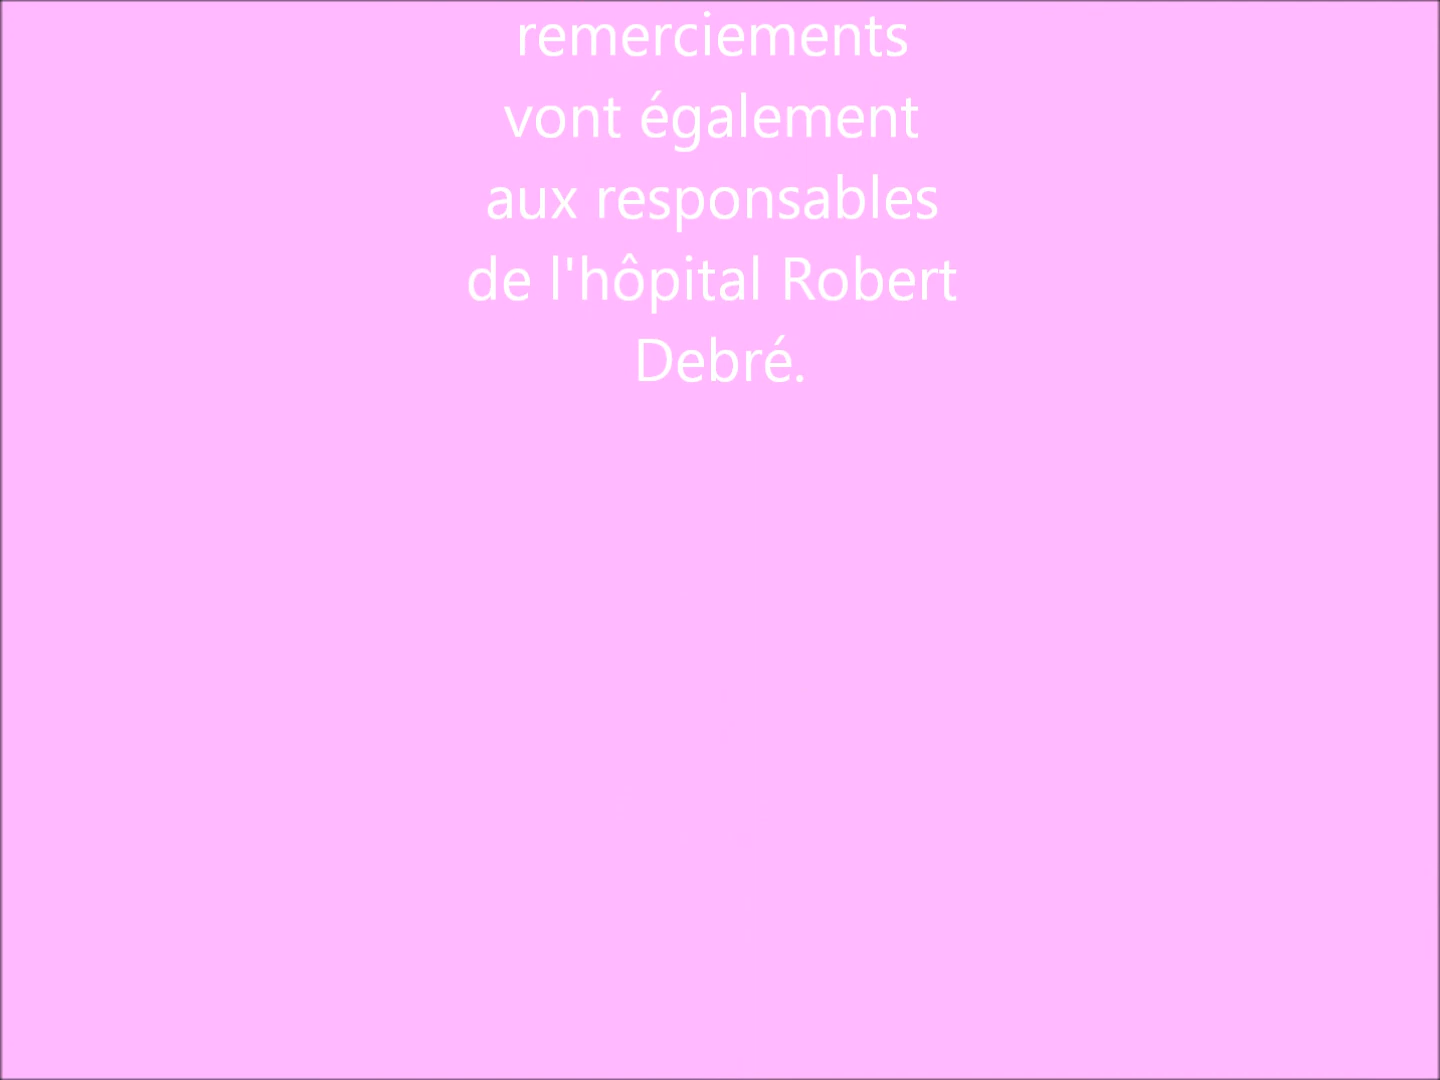 remerciements
vont également
aux responsables
de l'hôpital Robert
Debré.